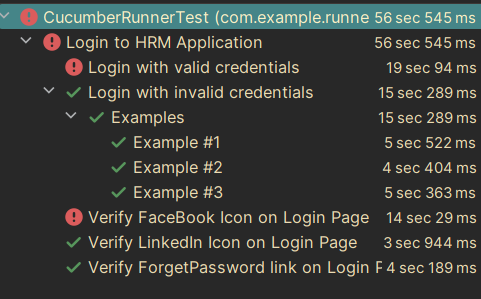 CucumberRunnerTest (com.example.runne 56 sec 545 ms
Login to HRM Application 56 sec 545 ms
Login with valid credentials 19 sec 94 ms
Login with invalid credentials 15 sec 289 ms
Examples 15 sec 289 ms
Example #1 5 sec 522 ms
Example #2 4 sec 404 ms
Example #3 5 sec 363 ms
Verify FaceBook Icon on Login Page 14 sec 29 ms
Verify LinkedIn Icon on Login Page 3 sec 944 ms
Verify ForgetPassword link on Login P 4 sec 189 ms